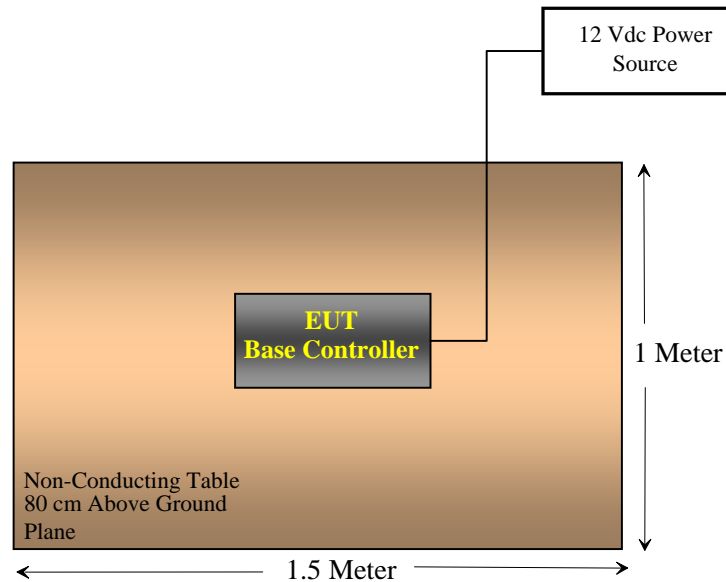 12 Vdc Power
Source
EUT
Base Controller
1 Meter
Non-Conducting Table
80 cm Above Ground
Plane
1.5 Meter